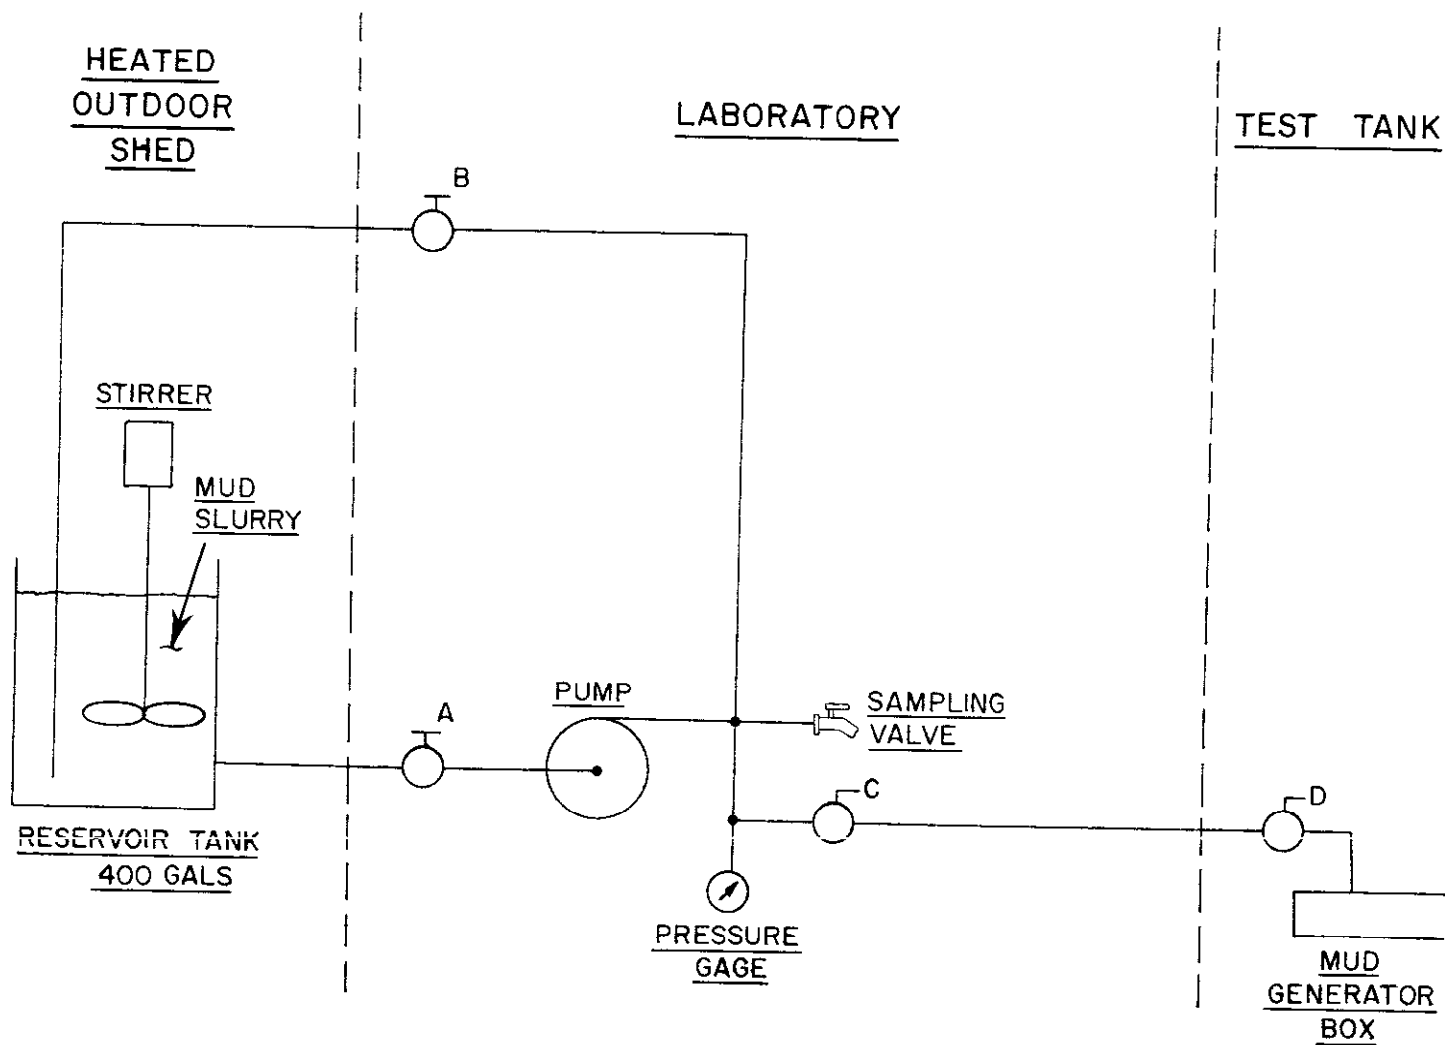 HEATED
OUTDOOR
SHED
LABORATORY
TEST TANK
B
STIRRER
MUD
SLURRY
A
PUMP
SAMPLING
VALVE
C
D
RESERVOIR TANK
400 GALS
PRESSURE
GAGE
MUD
GENERATOR
BOX